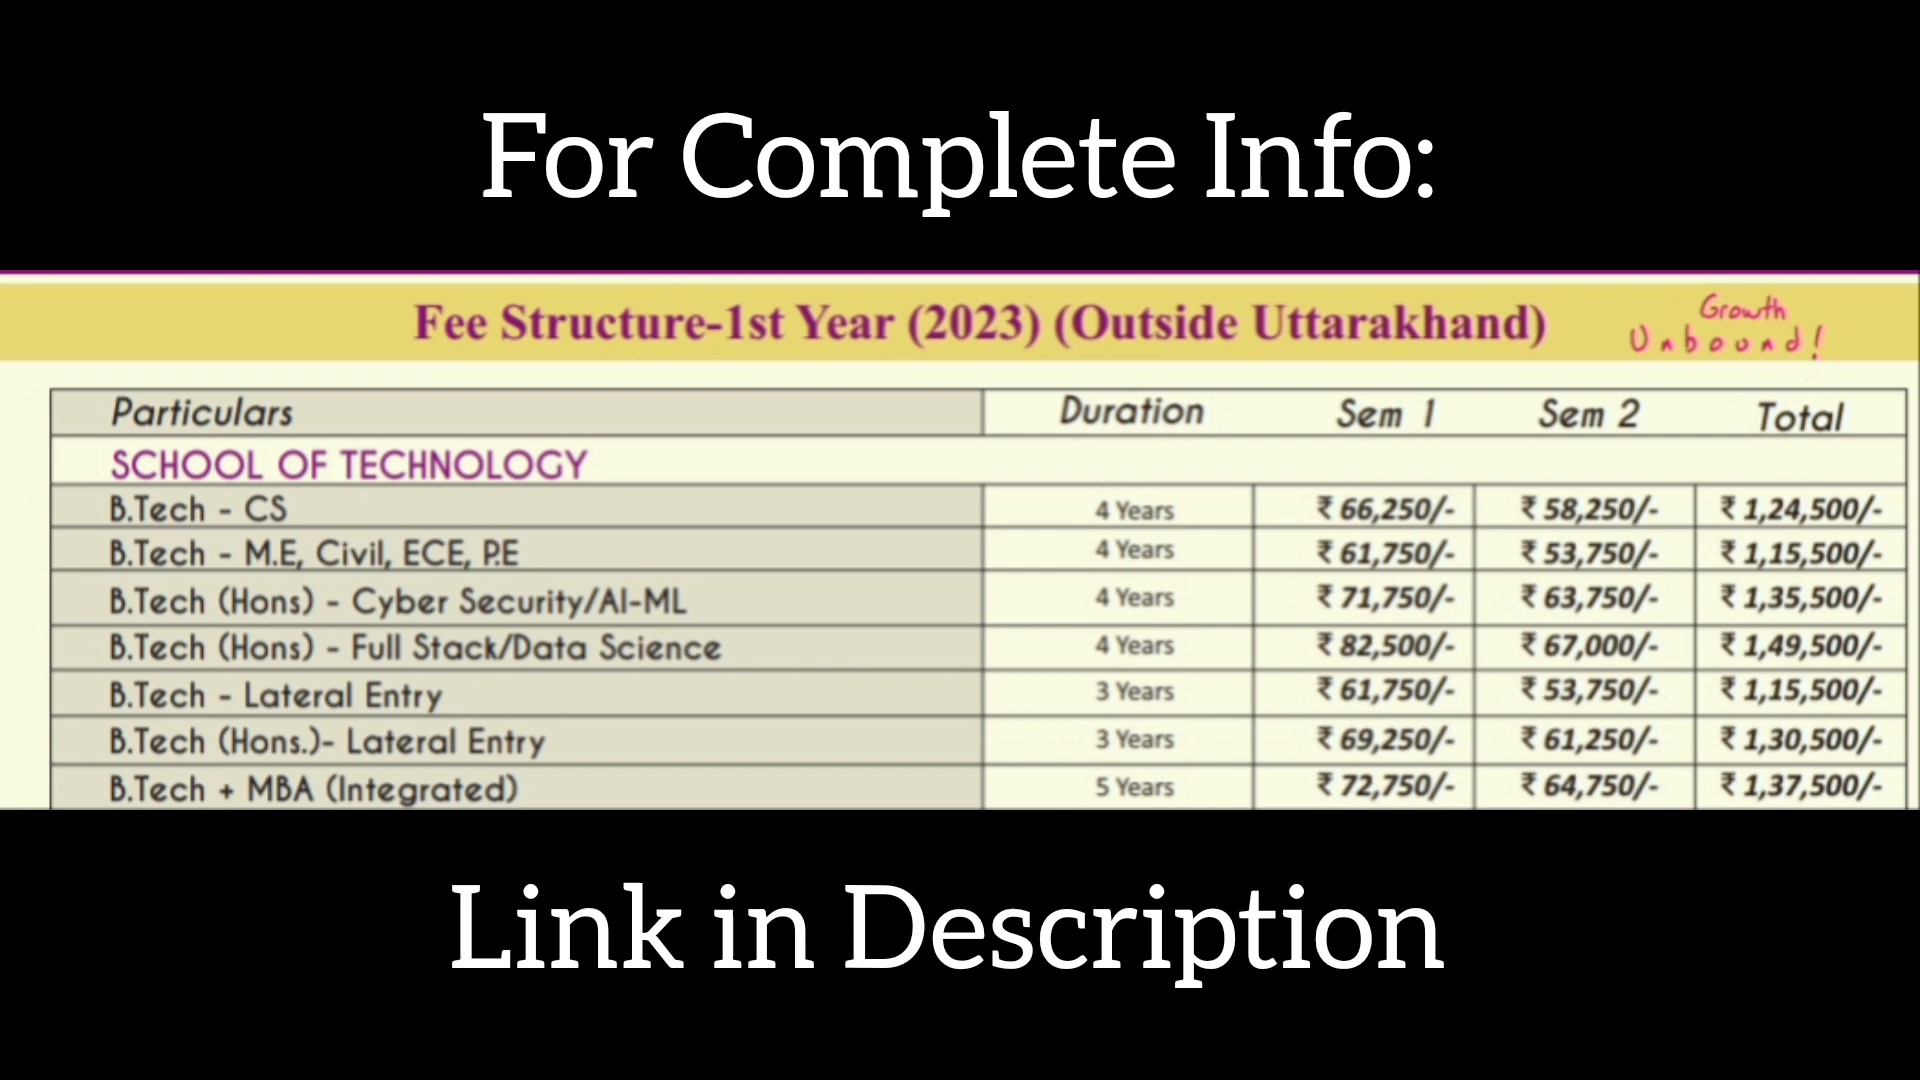 For Complete Info:
Fee Structure-1st Year (2023) (Outside Uttarakhand)
Growth
Unbound!
Particulars Duration Sem 1 Sem 2 Total
SCHOOL OF TECHNOLOGY
B.Tech - CS 4 Years ₹ 66,250/- ₹ 58,250/- ₹ 1,24,500/-
B.Tech - M.E, Civil, ECE, P.E 4 Years ₹ 61,750/- ₹ 53,750/- ₹ 1,15,500/-
B.Tech (Hons) - Cyber Security/AI-ML 4 Years ₹ 71,750/- ₹ 63,750/- ₹ 1,35,500/-
B.Tech (Hons) - Full Stack/Data Science 4 Years ₹ 82,500/- ₹ 67,000/- ₹ 1,49,500/-
B.Tech - Lateral Entry 3 Years ₹ 61,750/- ₹ 53,750/- ₹ 1,15,500/-
B.Tech (Hons.)- Lateral Entry 3 Years ₹ 69,250/- ₹ 61,250/- ₹ 1,30,500/-
B.Tech + MBA (Integrated) 5 Years ₹ 72,750/- ₹ 64,750/- ₹ 1,37,500/-
Link in Description